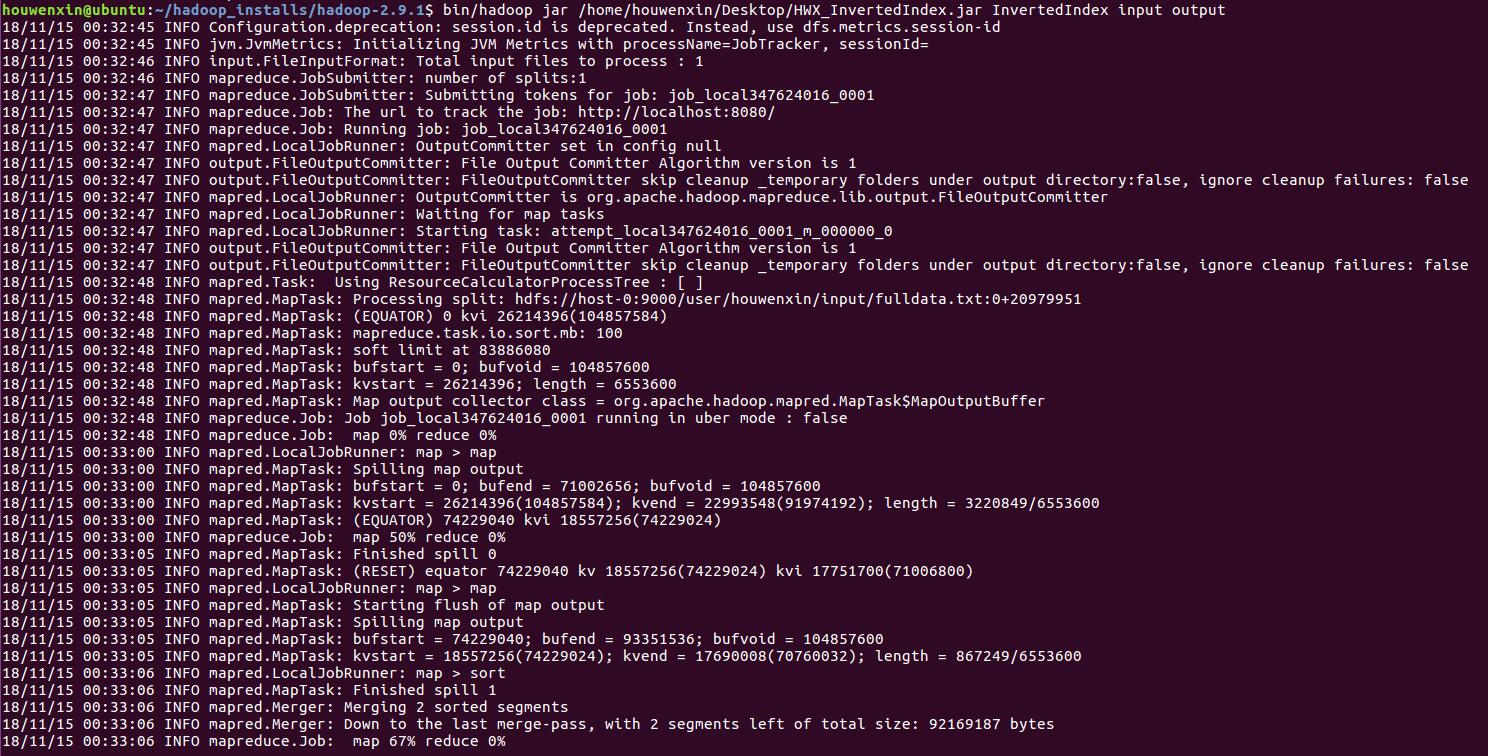 houwenxin@ubuntu:~/hadoop_installs/hadoop-2.9.1$ bin/hadoop jar /home/houwenxin/Desktop/HWX_InvertedIndex.jar InvertedIndex input output
18/11/15 00:32:45 INFO Configuration.deprecation: session.id is deprecated. Instead, use dfs.metrics.session-id
18/11/15 00:32:45 INFO jvm.JvmMetrics: Initializing JVM Metrics with processName=JobTracker, sessionId=
18/11/15 00:32:46 INFO input.FileInputFormat: Total input files to process : 1
18/11/15 00:32:46 INFO mapreduce.JobSubmitter: number of splits:1
18/11/15 00:32:47 INFO mapreduce.JobSubmitter: Submitting tokens for job: job_local347624016_0001
18/11/15 00:32:47 INFO mapreduce.Job: The url to track the job: http://localhost:8080/
18/11/15 00:32:47 INFO mapreduce.Job: Running job: job_local347624016_0001
18/11/15 00:32:47 INFO mapred.LocalJobRunner: OutputCommitter set in config null
18/11/15 00:32:47 INFO output.FileOutputCommitter: File Output Committer Algorithm version is 1
18/11/15 00:32:47 INFO output.FileOutputCommitter: FileOutputCommitter skip cleanup _temporary folders under output directory:false, ignore cleanup failures: false
18/11/15 00:32:47 INFO mapred.LocalJobRunner: OutputCommitter is org.apache.hadoop.mapreduce.lib.output.FileOutputCommitter
18/11/15 00:32:47 INFO mapred.LocalJobRunner: Waiting for map tasks
18/11/15 00:32:47 INFO mapred.LocalJobRunner: Starting task: attempt_local347624016_0001_m_000000_0
18/11/15 00:32:47 INFO output.FileOutputCommitter: File Output Committer Algorithm version is 1
18/11/15 00:32:47 INFO output.FileOutputCommitter: FileOutputCommitter skip cleanup _temporary folders under output directory:false, ignore cleanup failures: false
18/11/15 00:32:48 INFO mapred.Task:  Using ResourceCalculatorProcessTree : [ ]
18/11/15 00:32:48 INFO mapred.MapTask: Processing split: hdfs://host-0:9000/user/houwenxin/input/fulldata.txt:0+20979951
18/11/15 00:32:48 INFO mapred.MapTask: (EQUATOR) 0 kvi 26214396(104857584)
18/11/15 00:32:48 INFO mapred.MapTask: mapreduce.task.io.sort.mb: 100
18/11/15 00:32:48 INFO mapred.MapTask: soft limit at 83886080
18/11/15 00:32:48 INFO mapred.MapTask: bufstart = 0; bufvoid = 104857600
18/11/15 00:32:48 INFO mapred.MapTask: kvstart = 26214396; length = 6553600
18/11/15 00:32:48 INFO mapred.MapTask: Map output collector class = org.apache.hadoop.mapred.MapTask$MapOutputBuffer
18/11/15 00:32:48 INFO mapreduce.Job: Job job_local347624016_0001 running in uber mode : false
18/11/15 00:32:48 INFO mapreduce.Job:  map 0% reduce 0%
18/11/15 00:33:00 INFO mapred.LocalJobRunner: map > map
18/11/15 00:33:00 INFO mapred.MapTask: Spilling map output
18/11/15 00:33:00 INFO mapred.MapTask: bufstart = 0; bufend = 71002656; bufvoid = 104857600
18/11/15 00:33:00 INFO mapred.MapTask: kvstart = 26214396(104857584); kvend = 22993548(91974192); length = 3220849/6553600
18/11/15 00:33:00 INFO mapred.MapTask: (EQUATOR) 74229040 kvi 18557256(74229024)
18/11/15 00:33:00 INFO mapreduce.Job:  map 50% reduce 0%
18/11/15 00:33:05 INFO mapred.MapTask: Finished spill 0
18/11/15 00:33:05 INFO mapred.MapTask: (RESET) equator 74229040 kv 18557256(74229024) kvi 17751700(71006800)
18/11/15 00:33:05 INFO mapred.LocalJobRunner: map > map
18/11/15 00:33:05 INFO mapred.MapTask: Starting flush of map output
18/11/15 00:33:05 INFO mapred.MapTask: Spilling map output
18/11/15 00:33:05 INFO mapred.MapTask: bufstart = 74229040; bufend = 93351536; bufvoid = 104857600
18/11/15 00:33:05 INFO mapred.MapTask: kvstart = 18557256(74229024); kvend = 17690008(70760032); length = 867249/6553600
18/11/15 00:33:06 INFO mapred.LocalJobRunner: map > sort
18/11/15 00:33:06 INFO mapred.MapTask: Finished spill 1
18/11/15 00:33:06 INFO mapred.Merger: Merging 2 sorted segments
18/11/15 00:33:06 INFO mapred.Merger: Down to the last merge-pass, with 2 segments left of total size: 92169187 bytes
18/11/15 00:33:06 INFO mapreduce.Job:  map 67% reduce 0%